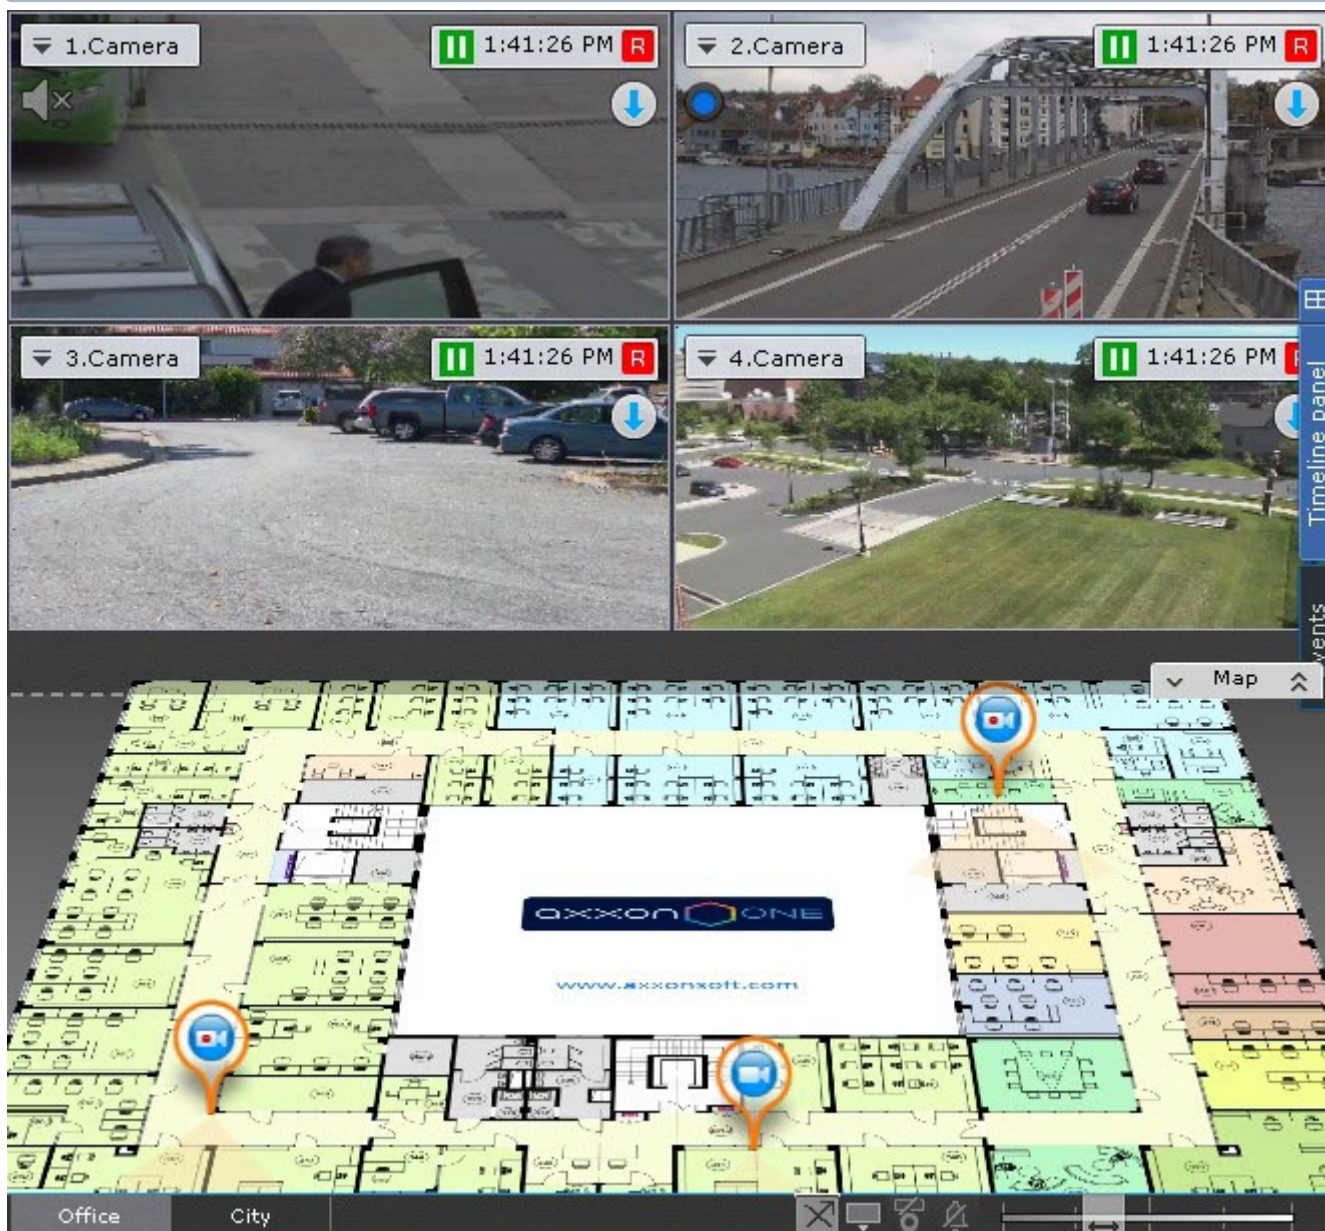 1.Camera
1:41:26 PM R
2.Camera
1:41:26 PM R
3.Camera
1:41:26 PM R
4.Camera
1:41:26 PM
Timeline panel
Map
axxon ONE
www.axxonsoft.com
Office
City